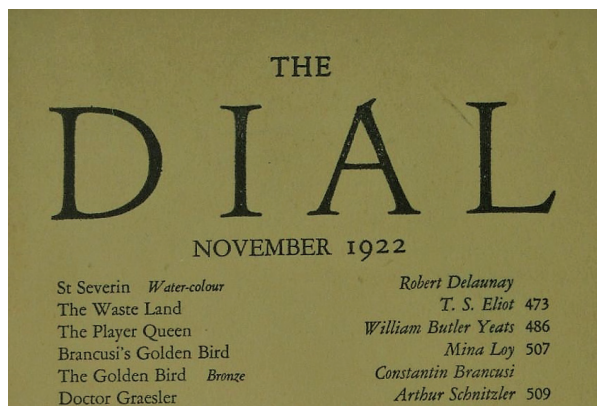 THE
DIAL
NOVEMBER 1922
St Severin Water-colour Robert Delaunay
The Waste Land T. S. Eliot 473
The Player Queen William Butler Yeats 486
Brancusi's Golden Bird Mina Loy 507
The Golden Bird Bronze Constantin Brancusi
Doctor Graesler Arthur Schnitzler 509